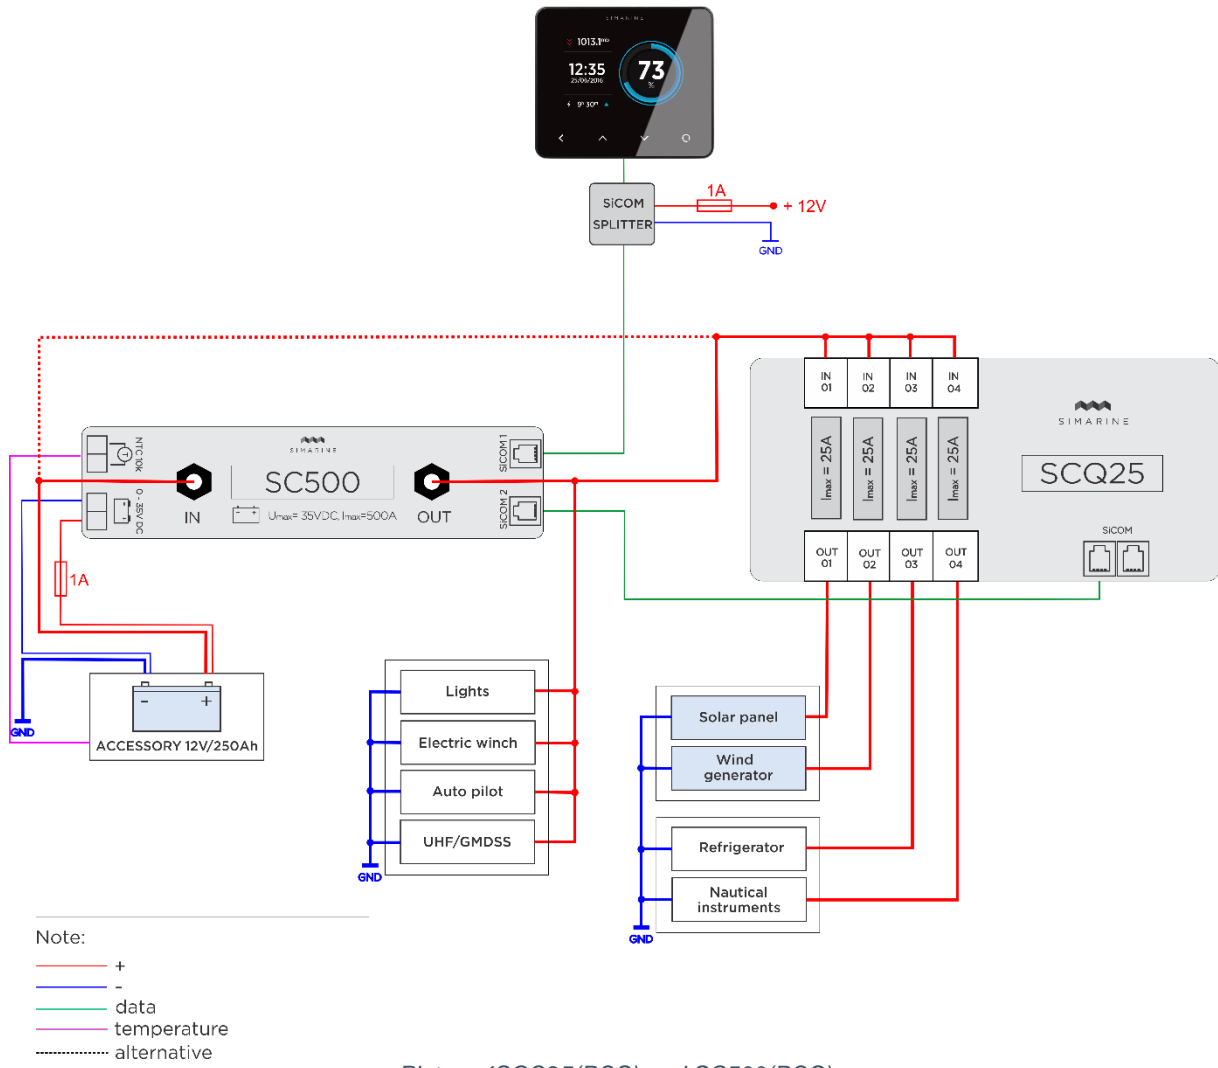 SIMARINE
1013.1mb
12:35
25/06/2016
9h 30m
73
%
SiCOM
SPLITTER
1A
+ 12V
GND
NTC 10K
T
0 - 35V DC
SIMARINE
SC500
IN
Umax= 35VDC, Imax=500A
OUT
SiCOM 1
SiCOM 2
IN
01
IN
02
IN
03
IN
04
Imax = 25A
Imax = 25A
Imax = 25A
Imax = 25A
OUT
01
OUT
02
OUT
03
OUT
04
SIMARINE
SCQ25
SiCOM
1A
- +
ACCESSORY 12V/250Ah
GND
Lights
Electric winch
Auto pilot
UHF/GMDSS
GND
Solar panel
Wind
generator
Refrigerator
Nautical
instruments
GND
Note:
+
-
data
temperature
alternative